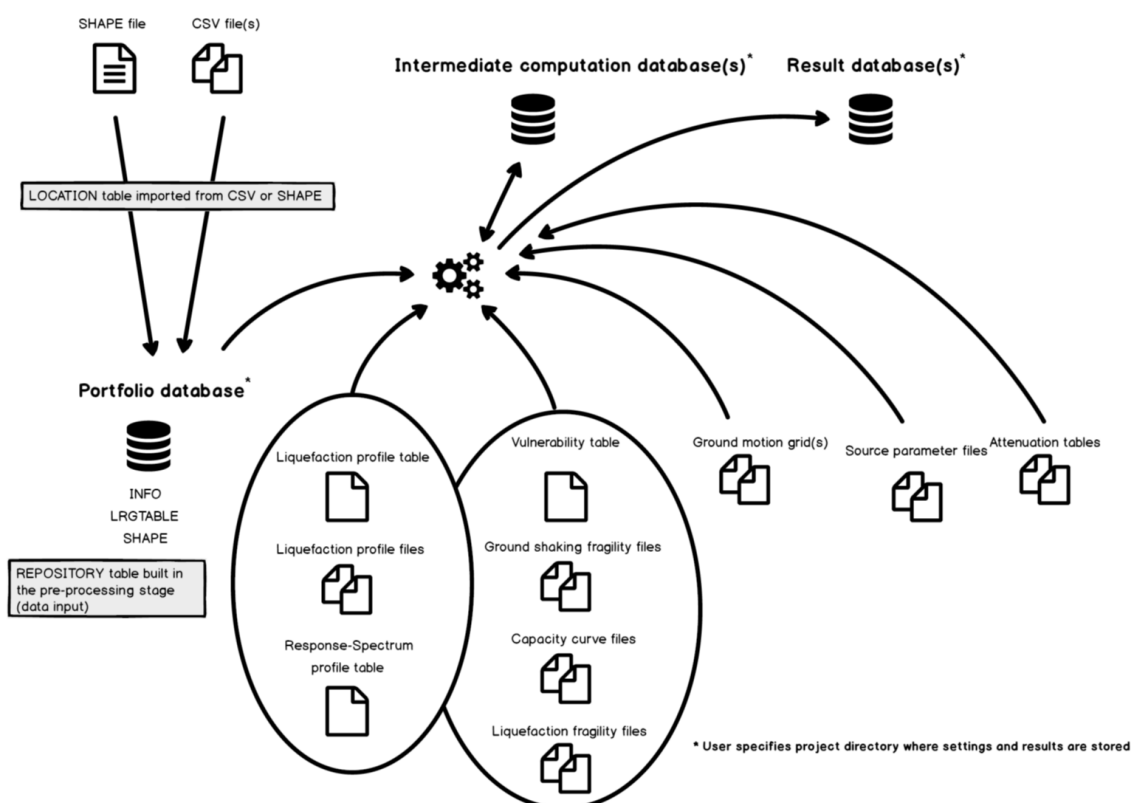 SHAPE file
CSV file(s)
Intermediate computation database(s)*
Result database(s)*
LOCATION table imported from CSV or SHAPE
Portfolio database*
INFO
LRGTABLE
SHAPE
REPOSITORY table built in
the pre-processing stage
(data input)
Liquefaction profile table
Liquefaction profile files
Response-Spectrum
profile table
Vulnerability table
Ground shaking fragility files
Capacity curve files
Liquefaction fragility files
Ground motion grid(s)
Source parameter files
Attenuation tables
* User specifies project directory where settings and results are stored